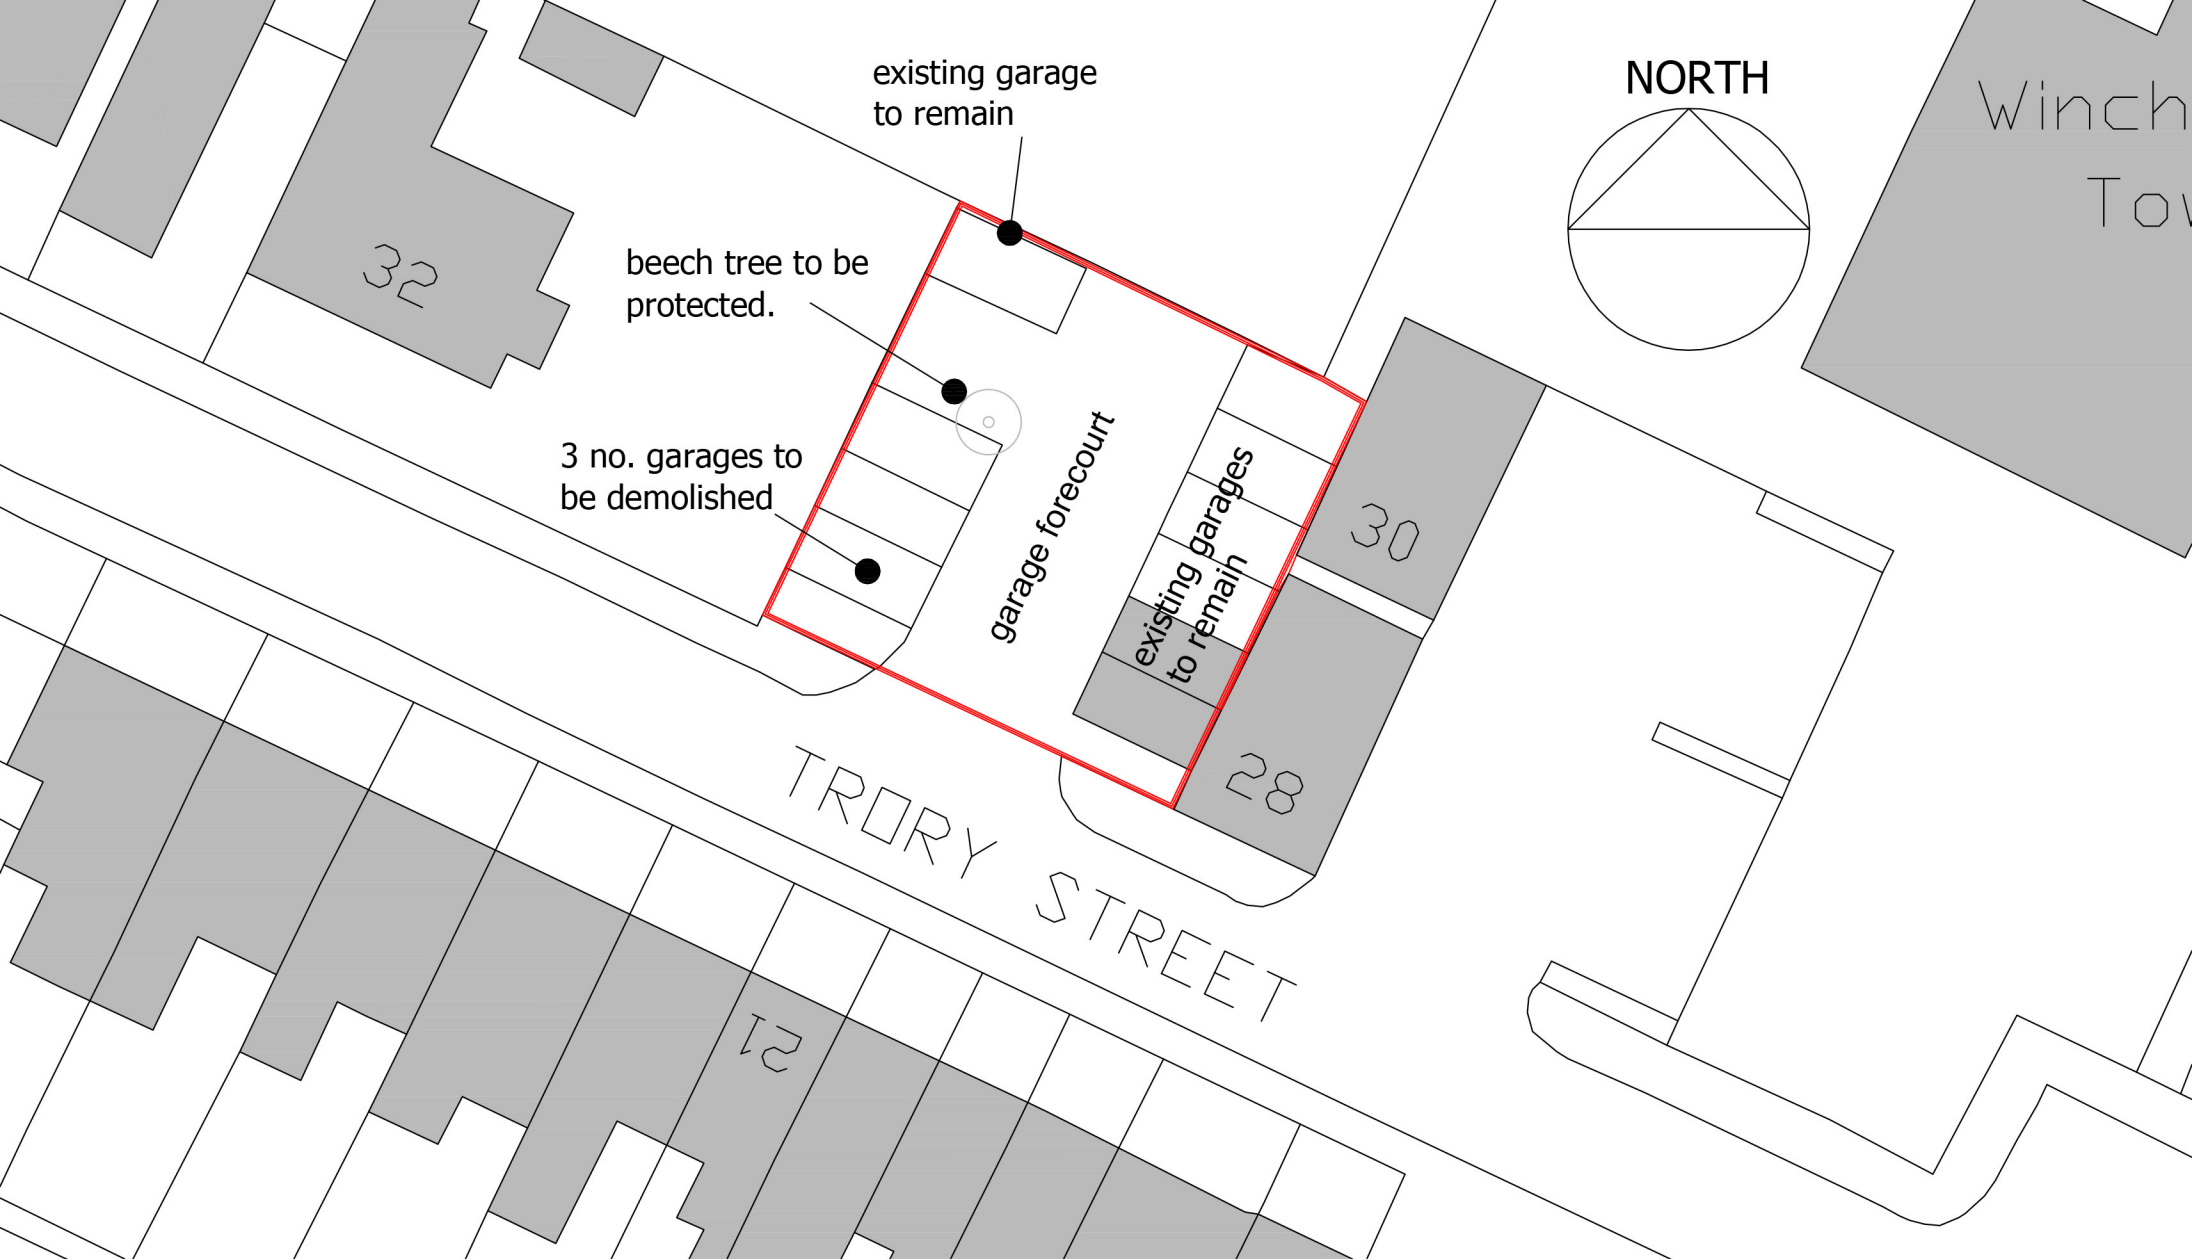 existing garage
to remain
NORTH
Winch
Tow
beech tree to be
protected.
32
3 no. garages to
be demolished
garage forecourt
existing garages
to remain
30
28
TRORY STREET
21